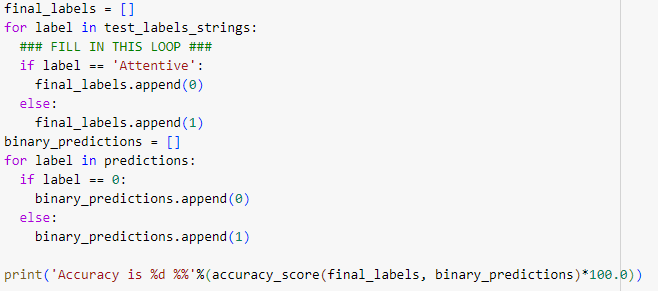 final_labels = []
for label in test_labels_strings:
  ### FILL IN THIS LOOP ###
  if label == 'Attentive':
    final_labels.append(0)
  else:
    final_labels.append(1)
binary_predictions = []
for label in predictions:
  if label == 0:
    binary_predictions.append(0)
  else:
    binary_predictions.append(1)

print('Accuracy is %d %%'%(accuracy_score(final_labels, binary_predictions)*100.0))